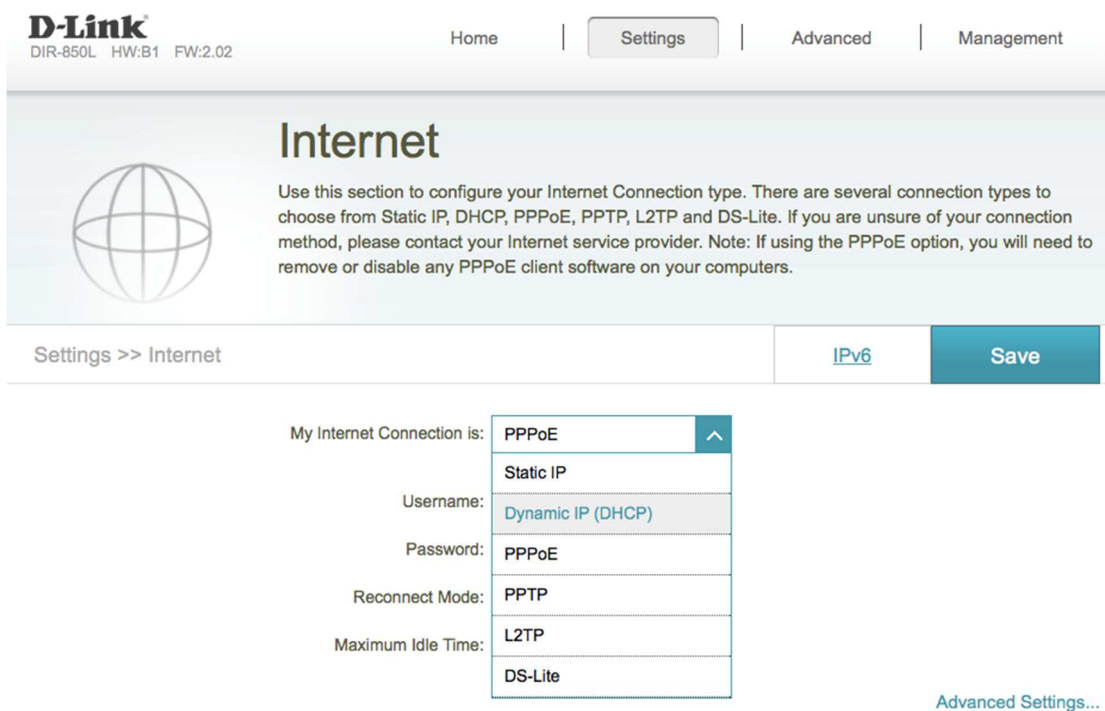 D-Link
DIR-850L HW:B1 FW:2.02
Home
Settings
Advanced
Management
Internet
Use this section to configure your Internet Connection type. There are several connection types to
choose from Static IP, DHCP, PPPoE, PPTP, L2TP and DS-Lite. If you are unsure of your connection
method, please contact your Internet service provider. Note: If using the PPPoE option, you will need to
remove or disable any PPPoE client software on your computers.
Settings >> Internet
IPv6
Save
My Internet Connection is: PPPoE
Static IP
Username:
Dynamic IP (DHCP)
Password:
PPPoE
Reconnect Mode:
PPTP
Maximum Idle Time:
L2TP
DS-Lite
Advanced Settings...